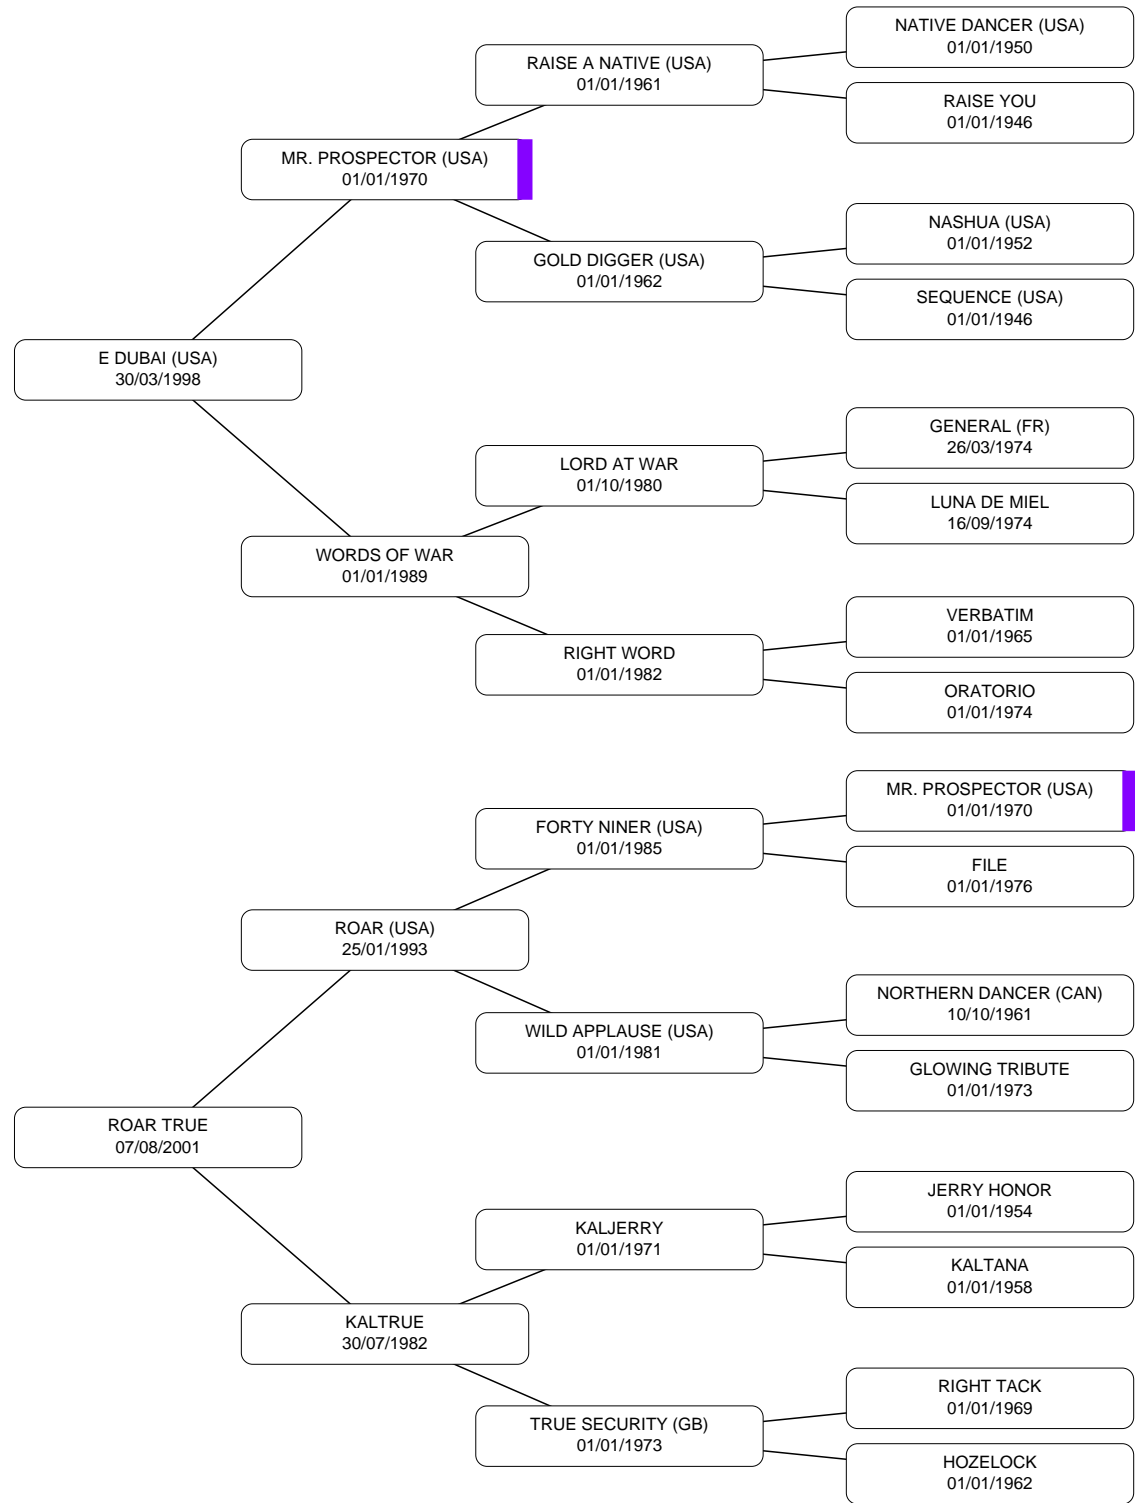 NATIVE DANCER (USA)
01/01/1950
RAISE A NATIVE (USA)
01/01/1961
RAISE YOU
01/01/1946
MR. PROSPECTOR (USA)
01/01/1970
NASHUA (USA)
01/01/1952
GOLD DIGGER (USA)
01/01/1962
SEQUENCE (USA)
01/01/1946
E DUBAI (USA)
30/03/1998
GENERAL (FR)
26/03/1974
LORD AT WAR
01/10/1980
LUNA DE MIEL
16/09/1974
WORDS OF WAR
01/01/1989
VERBATIM
01/01/1965
RIGHT WORD
01/01/1982
ORATORIO
01/01/1974
MR. PROSPECTOR (USA)
01/01/1970
FORTY NINER (USA)
01/01/1985
FILE
01/01/1976
ROAR (USA)
25/01/1993
NORTHERN DANCER (CAN)
10/10/1961
WILD APPLAUSE (USA)
01/01/1981
GLOWING TRIBUTE
01/01/1973
ROAR TRUE
07/08/2001
JERRY HONOR
01/01/1954
KALJERRY
01/01/1971
KALTANA
01/01/1958
KALTRUE
30/07/1982
RIGHT TACK
01/01/1969
TRUE SECURITY (GB)
01/01/1973
HOZELOCK
01/01/1962